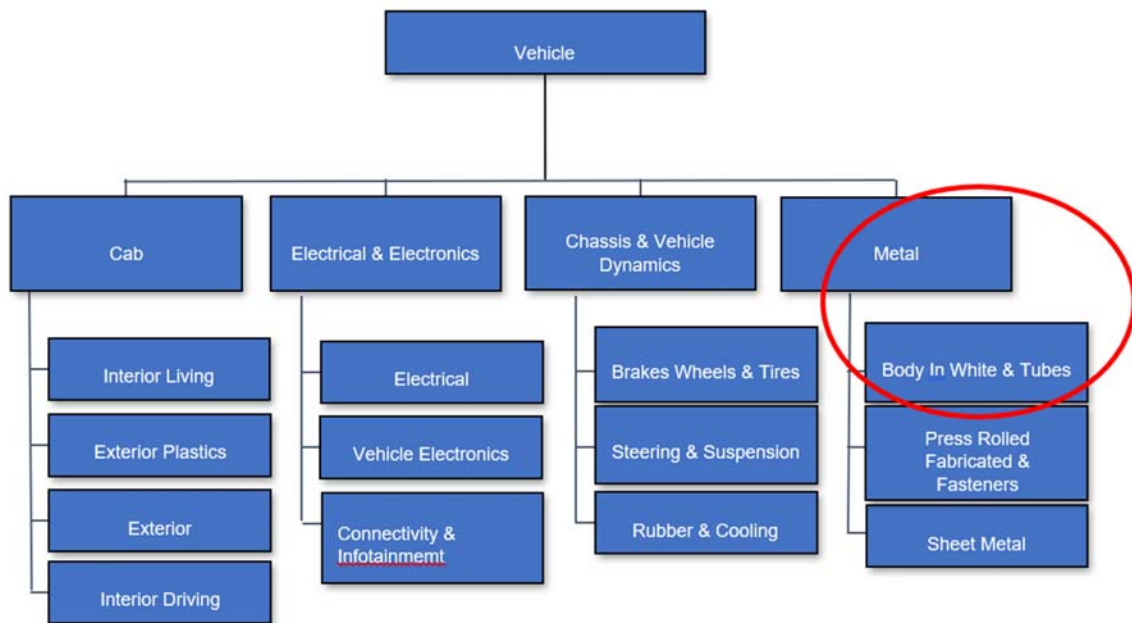 Vehicle
Cab
Electrical & Electronics
Chassis & Vehicle
Dynamics
Metal
Interior Living
Exterior Plastics
Exterior
Interior Driving
Electrical
Vehicle Electronics
Connectivity &
Infotainmemt
Brakes Wheels & Tires
Steering & Suspension
Rubber & Cooling
Body In White & Tubes
Press Rolled
Fabricated &
Fasteners
Sheet Metal